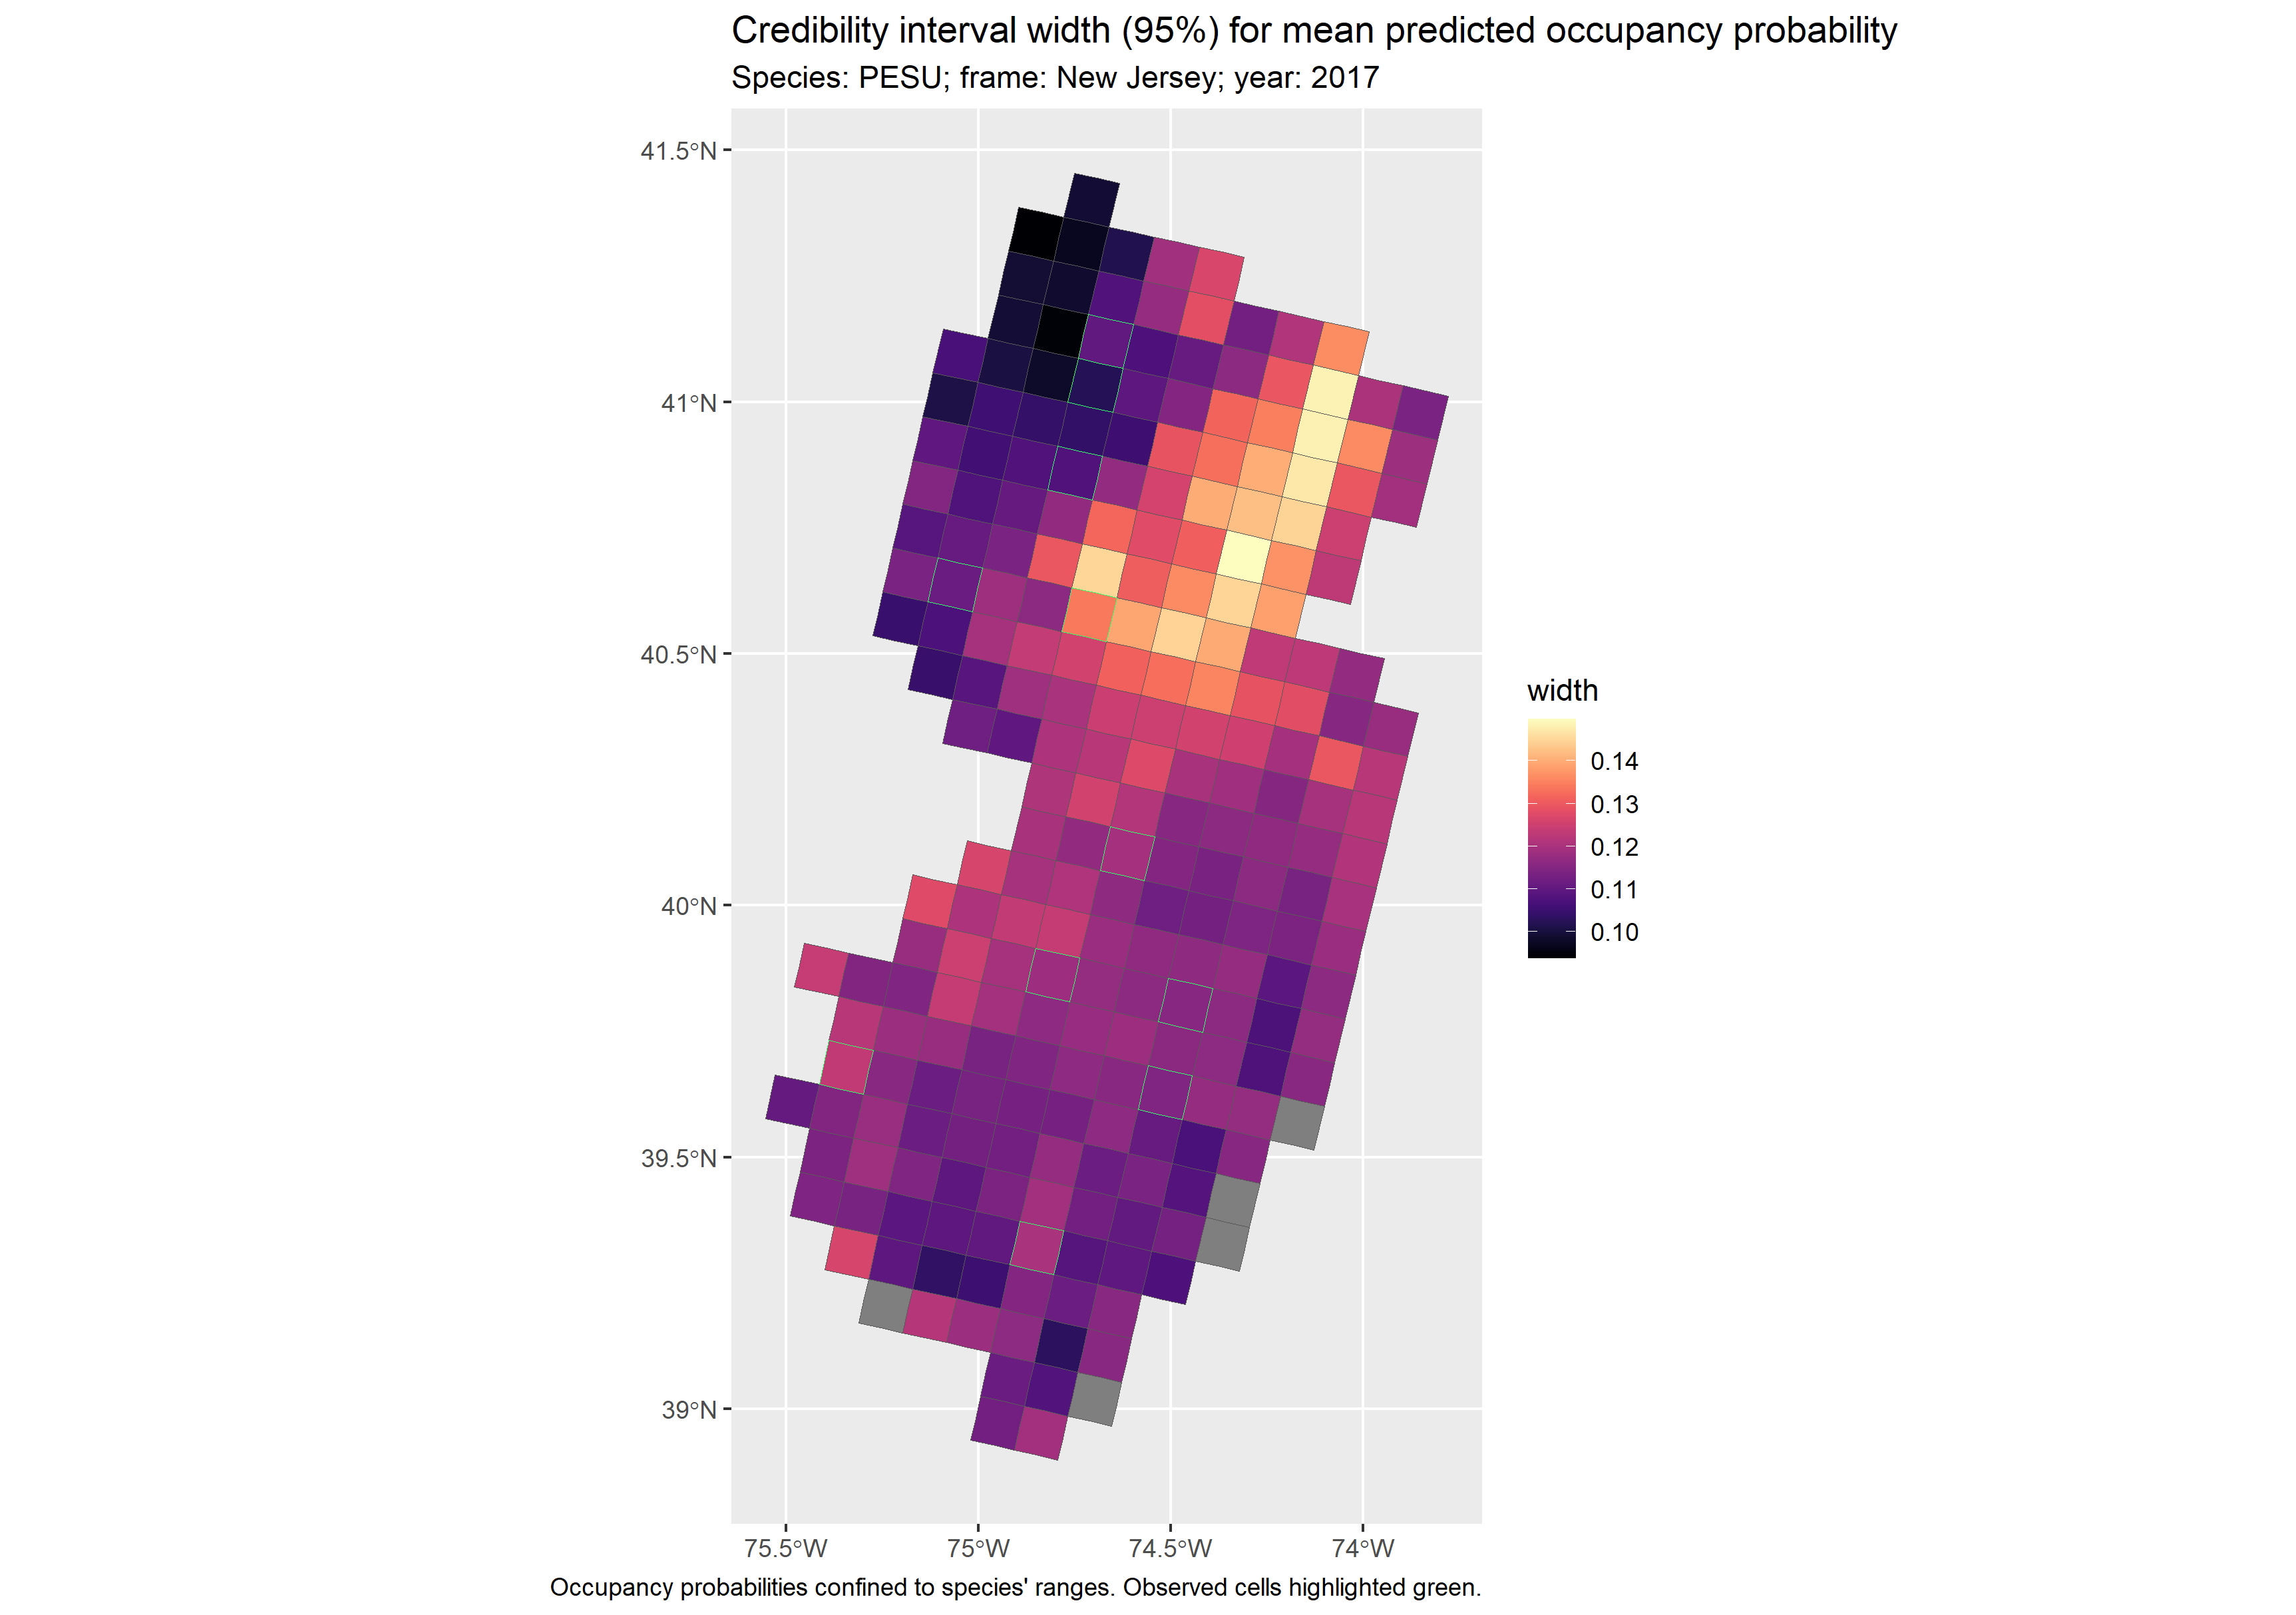 Credibility interval width (95%) for mean predicted occupancy probability
Species: PESU; frame: New Jersey; year: 2017
41.5°N
41°N
40.5°N
40°N
39.5°N
39°N
75.5°W
75°W
74.5°W
74°W
width
0.14
0.13
0.12
0.11
0.10
Occupancy probabilities confined to species' ranges. Observed cells highlighted green.